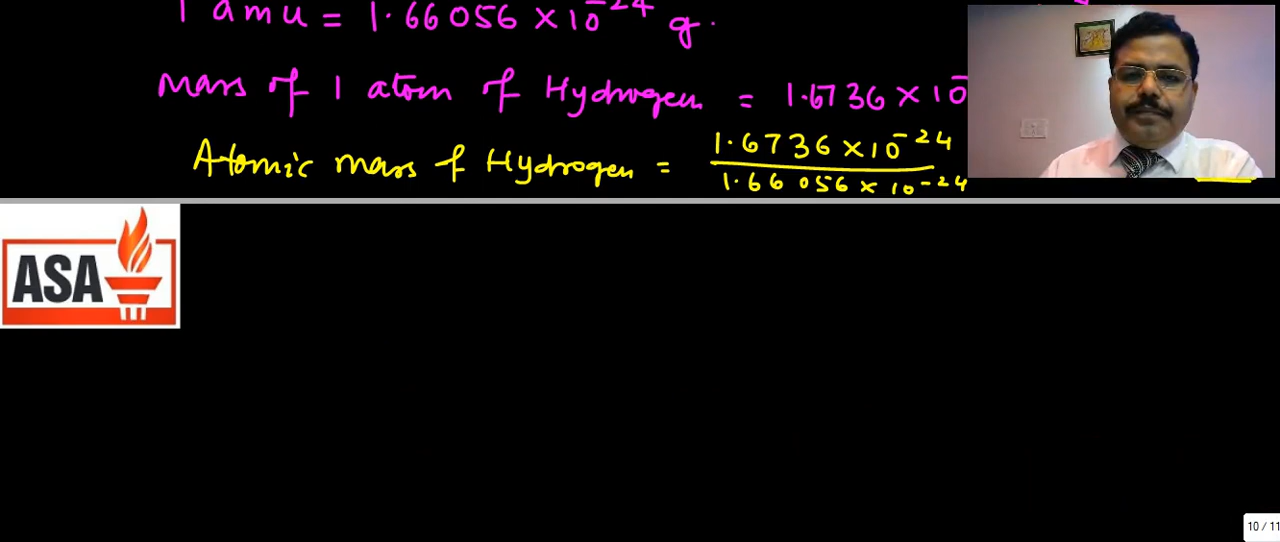 1 amu = 1.66056 × 10⁻²⁴ g.
Mass of 1 atom of Hydrogen = 1.6736 × 10⁻
Atomic mass of Hydrogen = 1.6736 × 10⁻²⁴
1.66056 × 10⁻²⁴
ASA
10 / 11